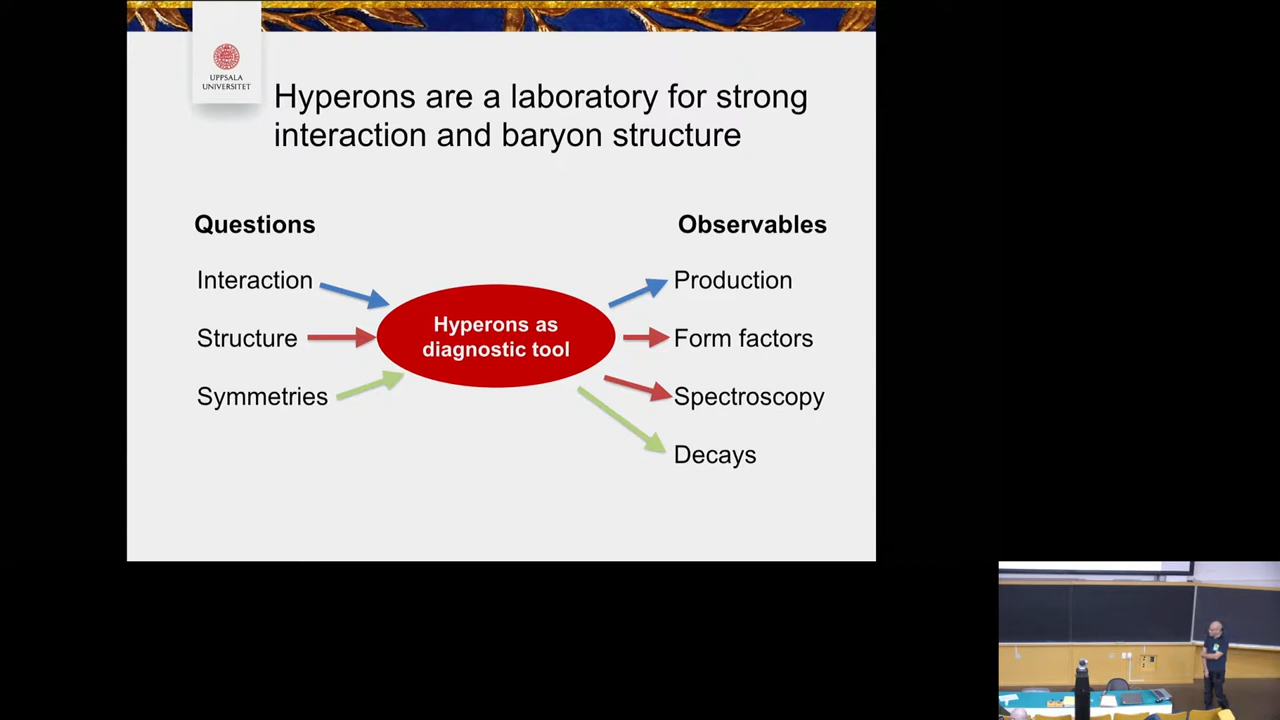 UPPSALA
UNIVERSITET
Hyperons are a laboratory for strong
interaction and baryon structure
Questions
Observables
Interaction
Production
Hyperons as
diagnostic tool
Structure
Form factors
Symmetries
Spectroscopy
Decays